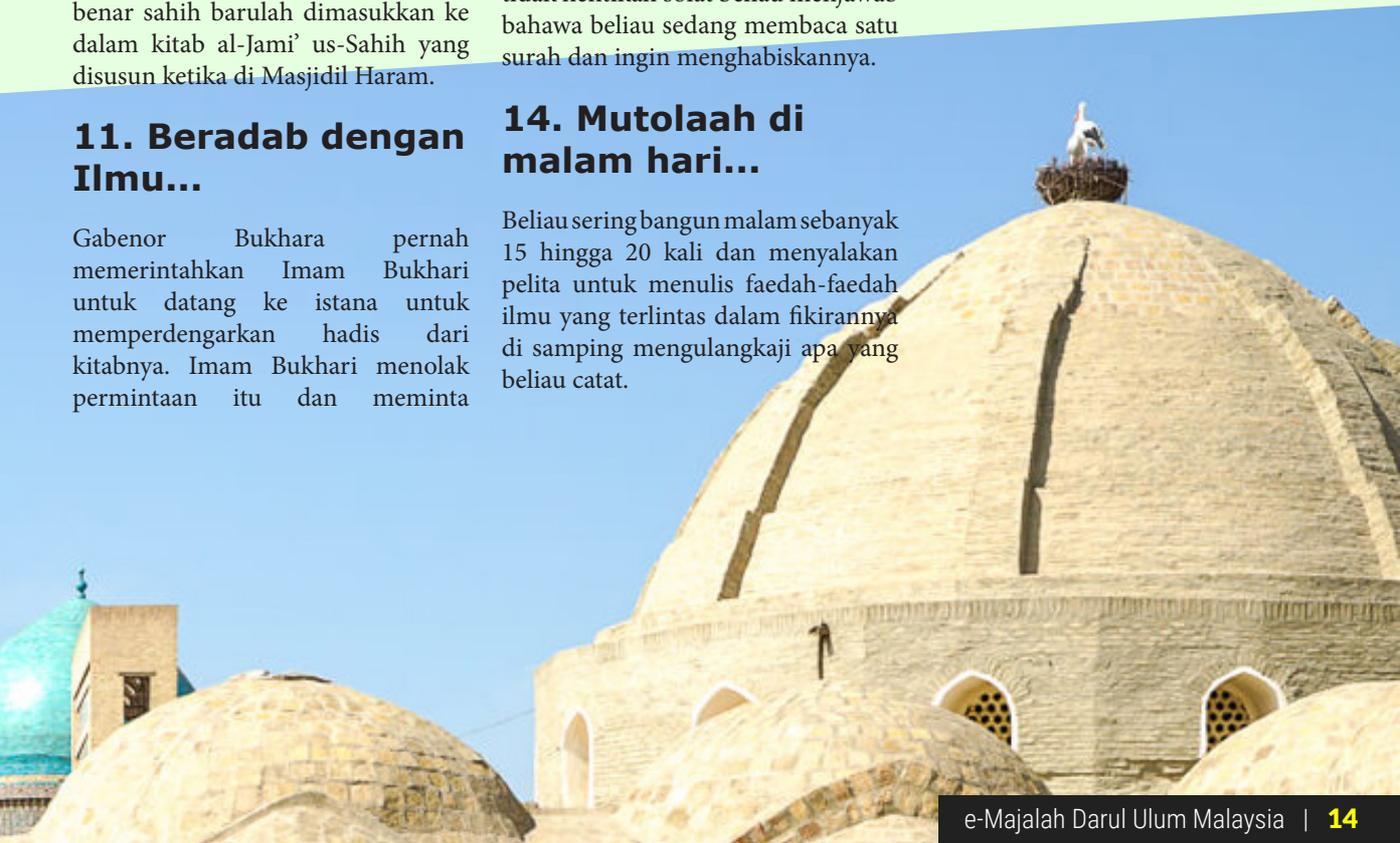 benar sahih barulah dimasukkan ke
dalam kitab al-Jami’ us-Sahih yang
disusun ketika di Masjidil Haram.
11. Beradab dengan
Ilmu...
Gabenor Bukhara pernah
memerintahkan Imam Bukhari
untuk datang ke istana untuk
memperdengarkan hadis dari
kitabnya. Imam Bukhari menolak
permintaan itu dan meminta
bahawa beliau sedang membaca satu
surah dan ingin menghabiskannya.
14. Mutolaah di
malam hari...
Beliau sering bangun malam sebanyak
15 hingga 20 kali dan menyalakan
pelita untuk menulis faedah-faedah
ilmu yang terlintas dalam fikirannya
di samping mengulangkaji apa yang
beliau catat.
e-Majalah Darul Ulum Malaysia | 14